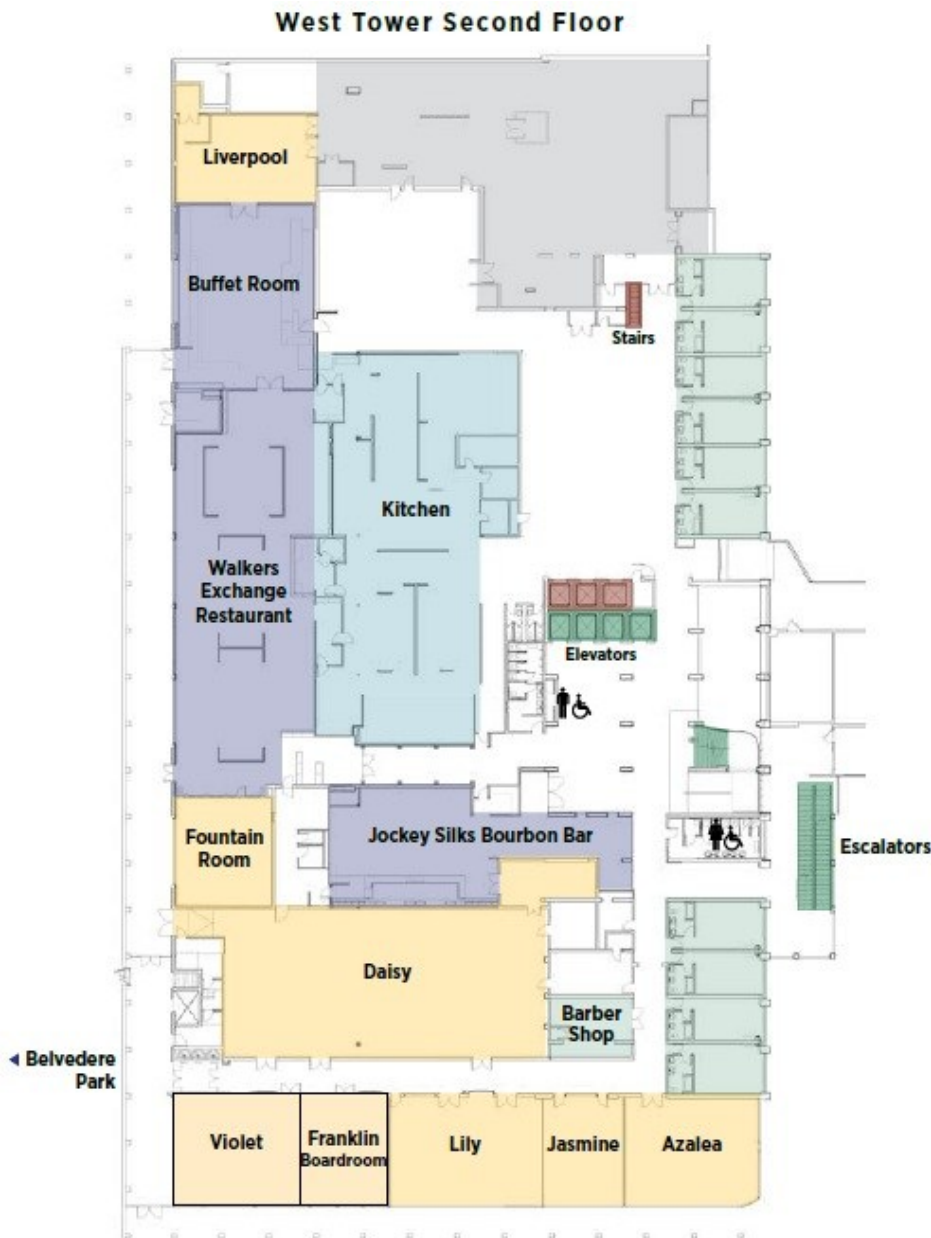 West Tower Second Floor
Liverpool
Buffet Room
Stairs
Kitchen
Walkers
Exchange
Restaurant
Elevators
Fountain
Room
Jockey Silks Bourbon Bar
Escalators
Daisy
Barber
Shop
Belvedere
Park
Violet
Franklin
Boardroom
Lily
Jasmine
Azalea